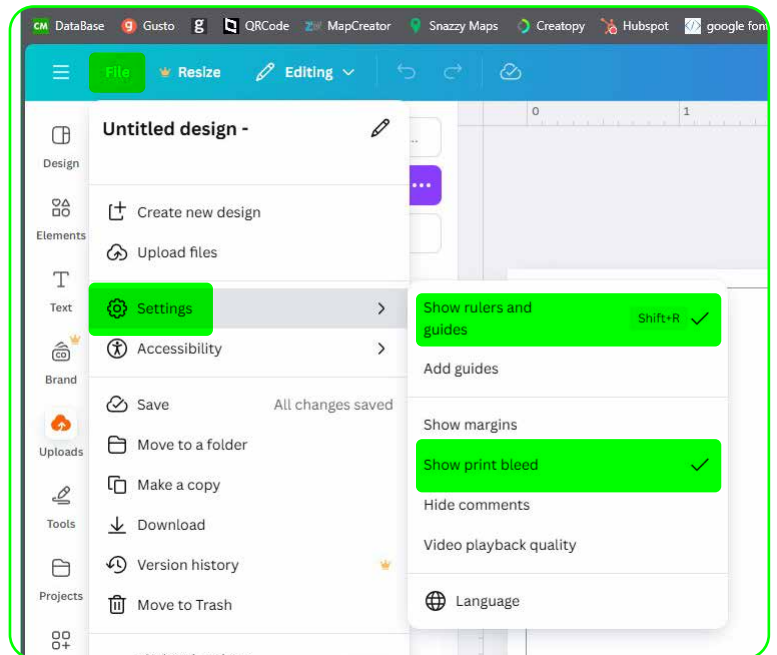 CM DataBase Gusto g QRCode MapCreator Snazzy Maps Creatopy Hubspot google fon
File Resize Editing
0 1
Untitled design -
Design
Create new design
Elements
Upload files
Text
Settings
Show rulers and guides Shift+R
Accessibility
Add guides
CO
Brand
Save All changes saved
Show margins
Uploads
Move to a folder
Show print bleed
Make a copy
Hide comments
Tools
Download
Video playback quality
Version history
Projects
Move to Trash
Language